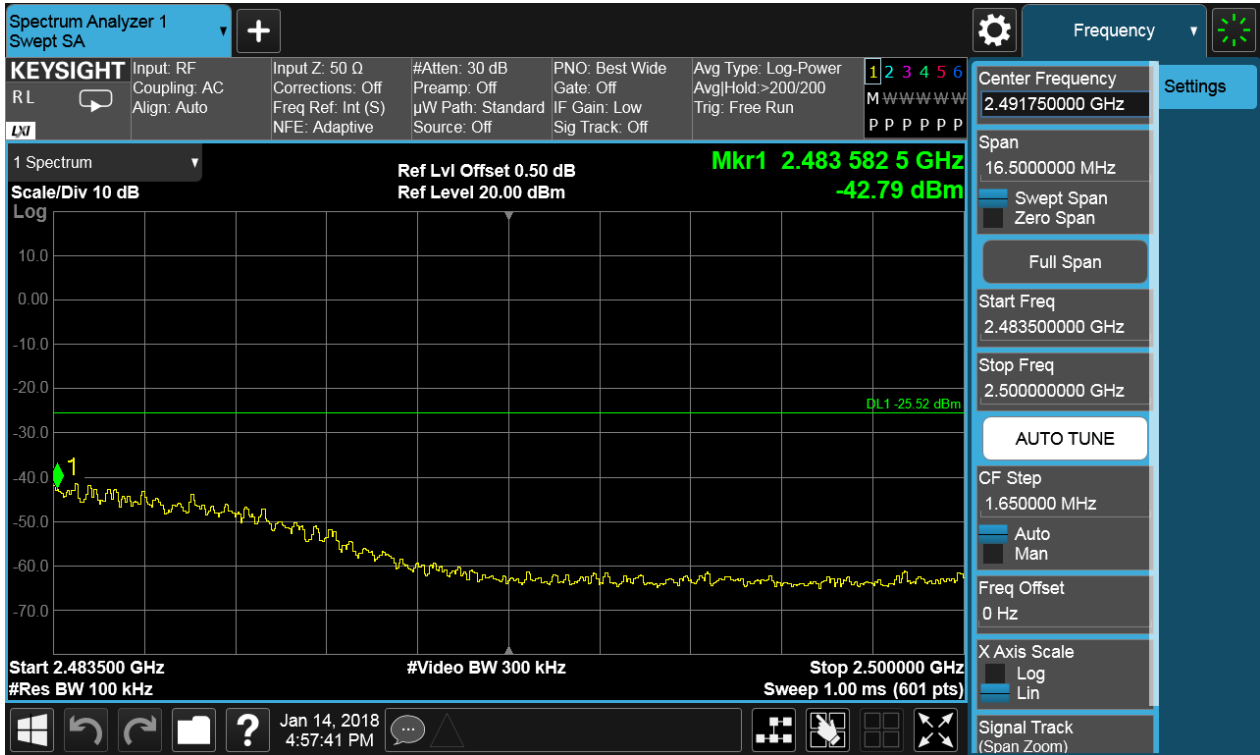 Spectrum Analyzer 1
Swept SA
+
Frequency
KEYSIGHT
RL
LXI
Input: RF
Coupling: AC
Align: Auto
Input Z: 50 Ω
Corrections: Off
Freq Ref: Int (S)
NFE: Adaptive
#Atten: 30 dB
Preamp: Off
µW Path: Standard
Source: Off
PNO: Best Wide
Gate: Off
IF Gain: Low
Sig Track: Off
Avg Type: Log-Power
Avg|Hold:>200/200
Trig: Free Run
1 2 3 4 5 6
M W W W W W
P P P P P P
1 Spectrum
Scale/Div 10 dB
Log
Ref Lvl Offset 0.50 dB
Ref Level 20.00 dBm
Mkr1 2.483 582 5 GHz
-42.79 dBm
10.0
0.00
-10.0
-20.0
DL1 -25.52 dBm
-30.0
1
-40.0
-50.0
-60.0
-70.0
Start 2.483500 GHz
#Res BW 100 kHz
#Video BW 300 kHz
Stop 2.500000 GHz
Sweep 1.00 ms (601 pts)
?
Jan 14, 2018
4:57:41 PM
Center Frequency
2.491750000 GHz
Span
16.5000000 MHz
Swept Span
Zero Span
Full Span
Start Freq
2.483500000 GHz
Stop Freq
2.500000000 GHz
AUTO TUNE
CF Step
1.650000 MHz
Auto
Man
Freq Offset
0 Hz
X Axis Scale
Log
Lin
Signal Track
(Span Zoom)
Settings